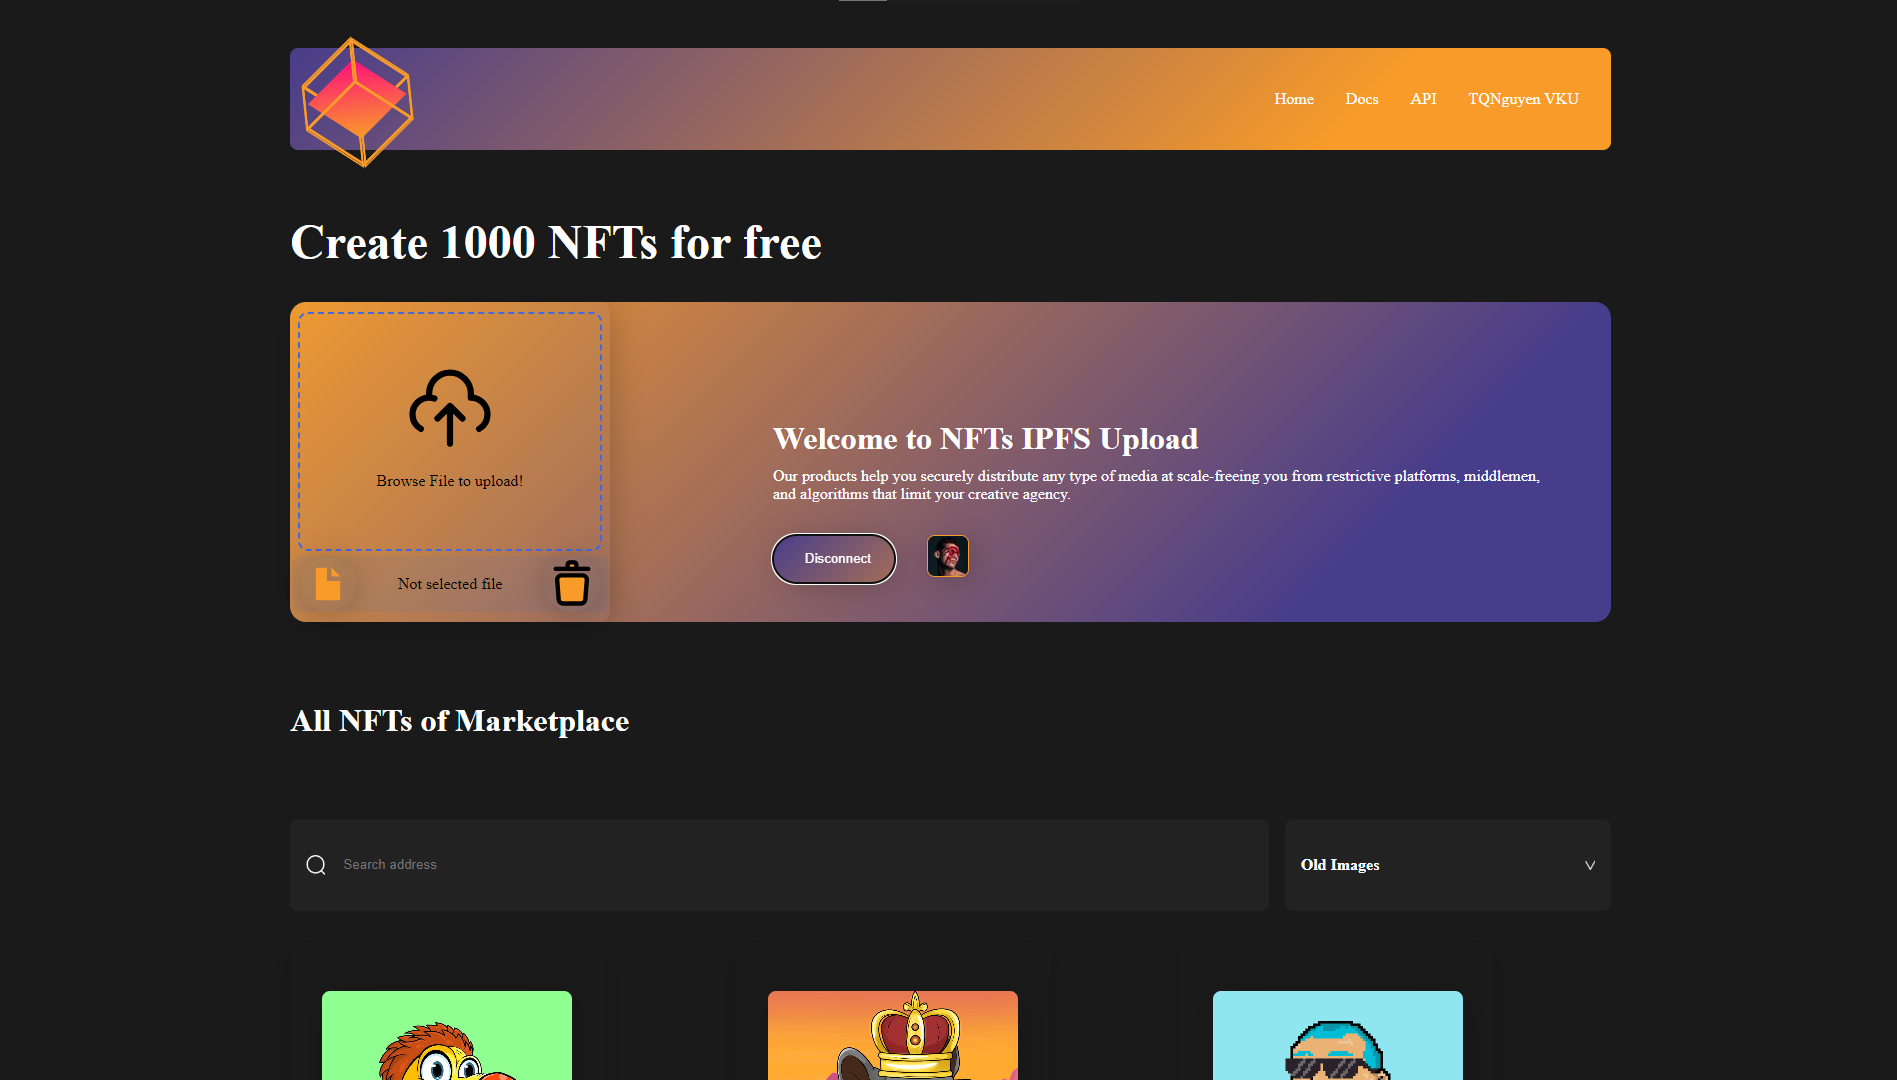 Home
Docs
API
TQNguyen VKU
Create 1000 NFTs for free
Browse File to upload!
Not selected file
Welcome to NFTs IPFS Upload
Our products help you securely distribute any type of media at scale-freeing you from restrictive platforms, middlemen,
and algorithms that limit your creative agency.
Disconnect
All NFTs of Marketplace
Search address
Old Images